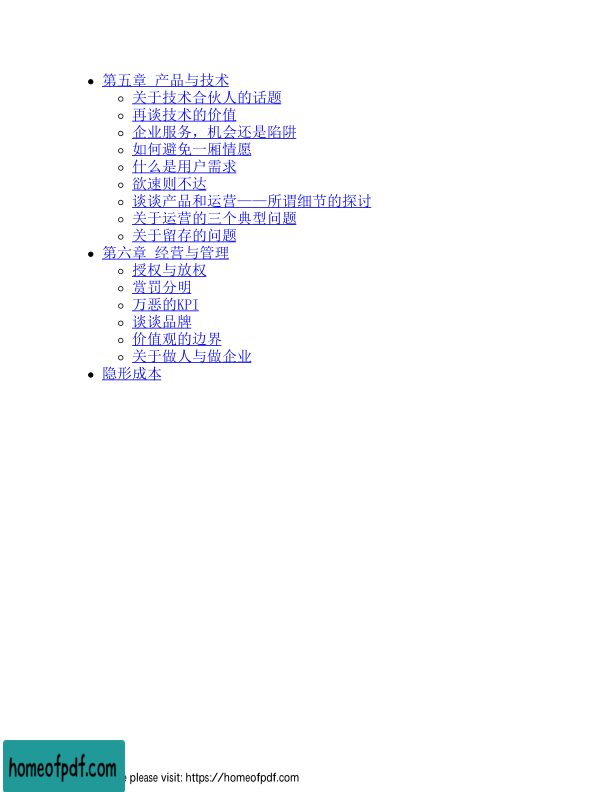 第五章 产品与技术
关于技术合伙人的话题
再谈技术的价值
企业服务，机会还是陷阱
如何避免一厢情愿
什么是用户需求
欲速则不达
谈谈产品和运营——所谓细节的探讨
关于运营的三个典型问题
关于留存的问题
第六章 经营与管理
授权与放权
赏罚分明
万恶的KPI
谈谈品牌
价值观的边界
关于做人与做企业
隐形成本
homeofpdf.com
please visit: https://homeofpdf.com